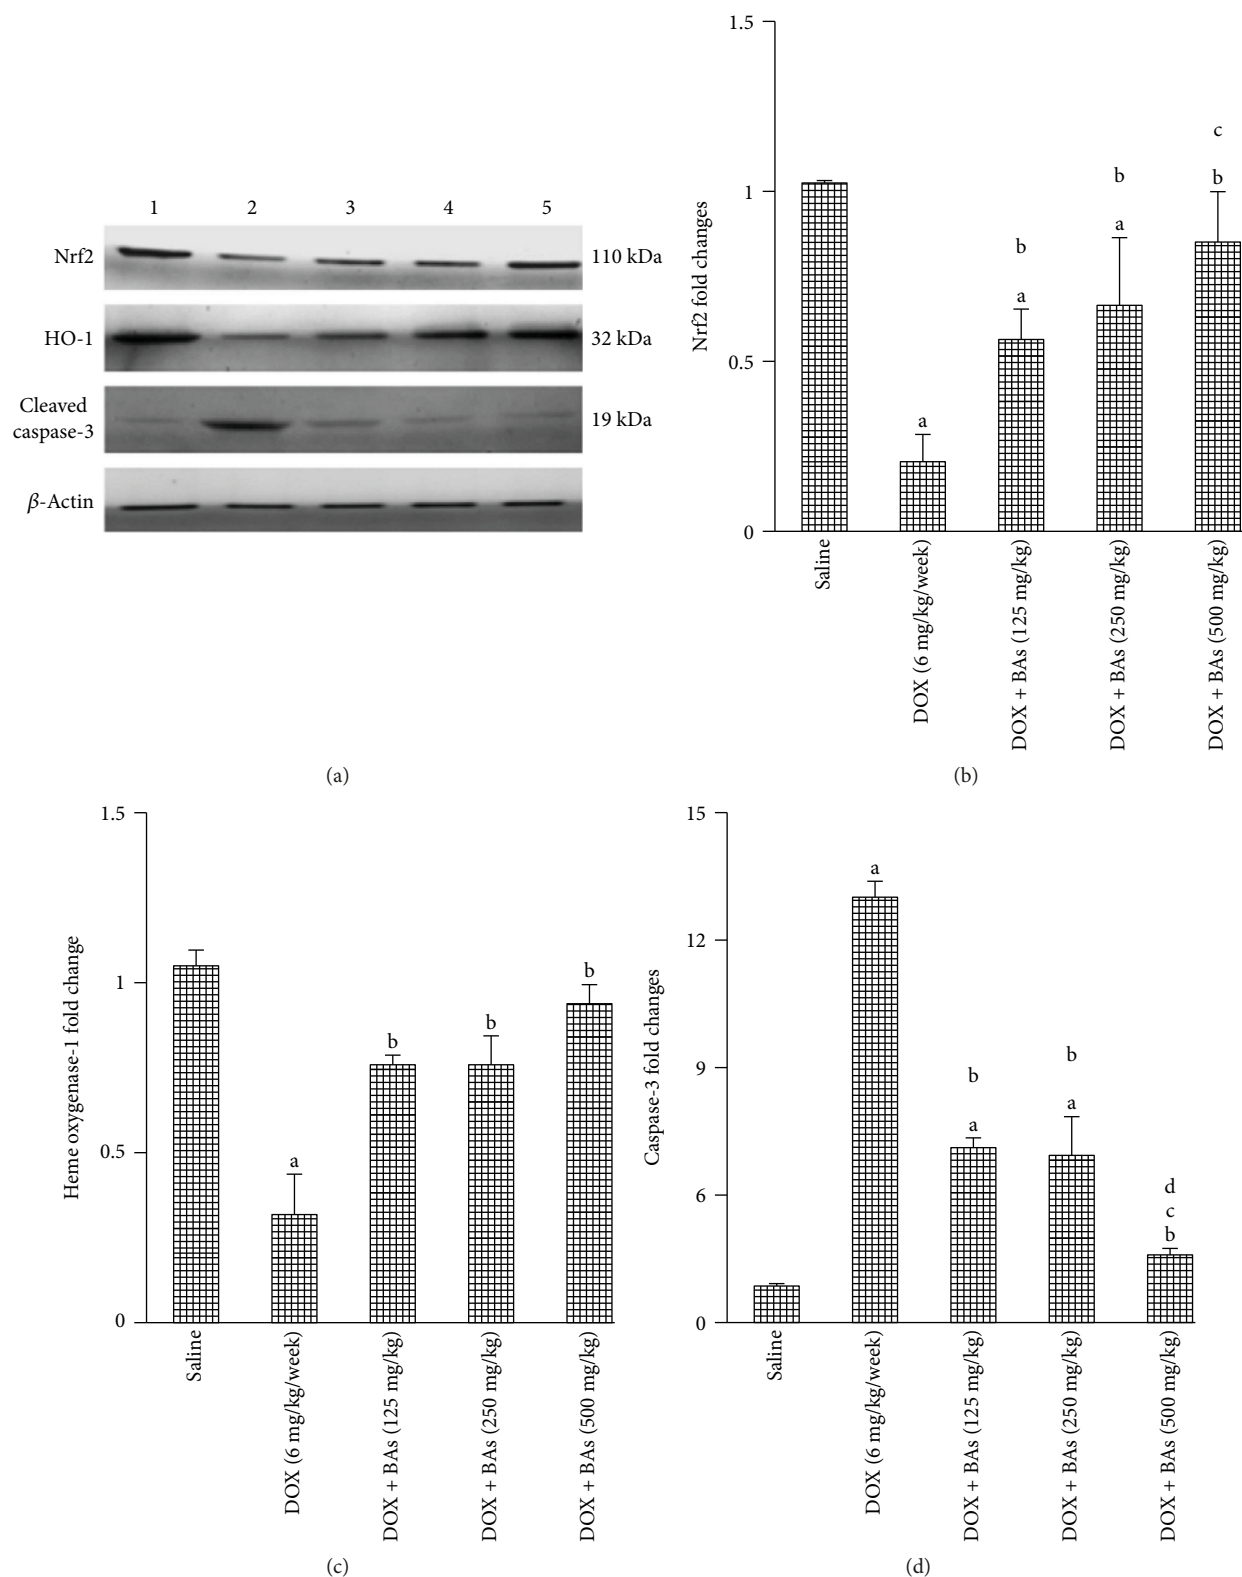 1 2 3 4 5
Nrf2 110 kDa
HO-1 32 kDa
Cleaved
caspase-3 19 kDa
β-Actin
(a)
1.5
1
0.5
0
Nrf2 fold changes
a
b
a
b
a
c
b
Saline
DOX (6 mg/kg/week)
DOX + BAs (125 mg/kg)
DOX + BAs (250 mg/kg)
DOX + BAs (500 mg/kg)
(b)
1.5
1
0.5
0
Heme oxygenase-1 fold change
a
b
b
b
Saline
DOX (6 mg/kg/week)
DOX + BAs (125 mg/kg)
DOX + BAs (250 mg/kg)
DOX + BAs (500 mg/kg)
(c)
15
12
9
6
0
Caspase-3 fold changes
a
b
a
b
a
d
c
b
Saline
DOX (6 mg/kg/week)
DOX + BAs (125 mg/kg)
DOX + BAs (250 mg/kg)
DOX + BAs (500 mg/kg)
(d)